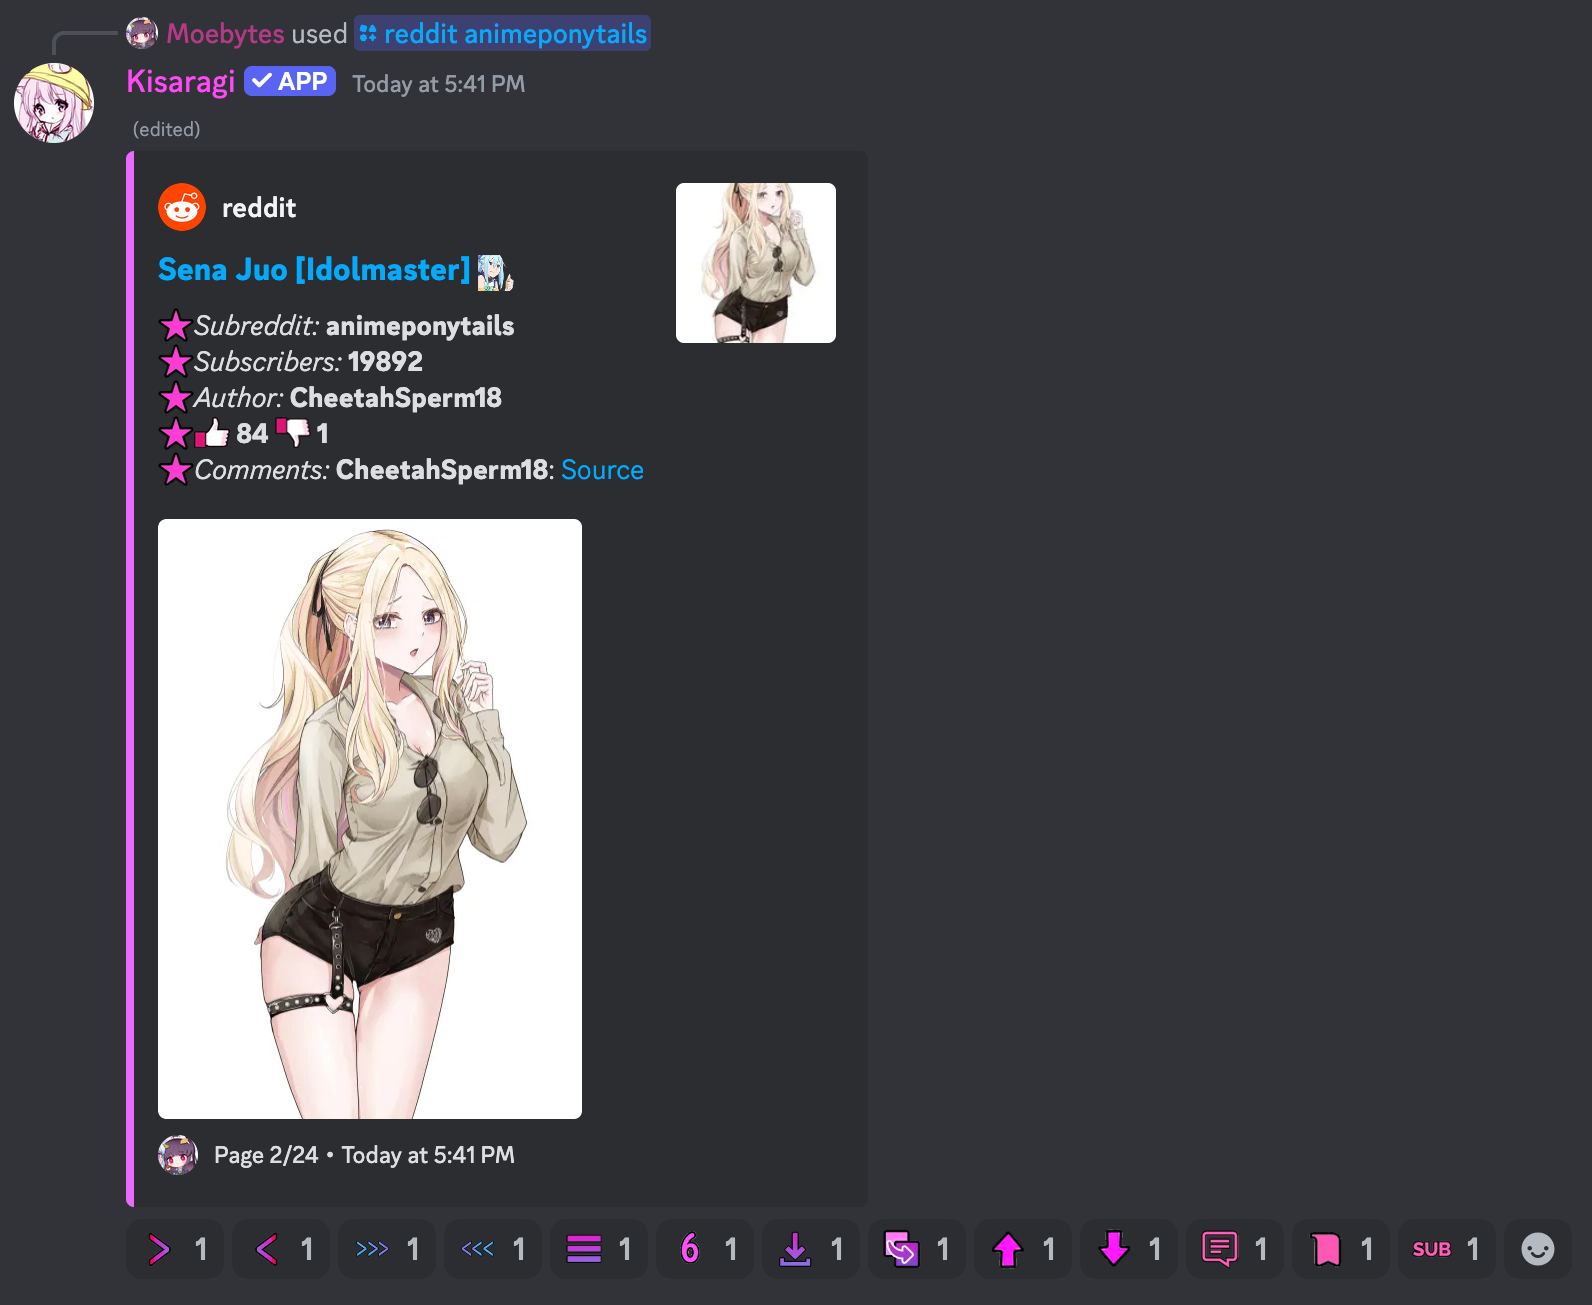 Moebytes used reddit animeponytails
Kisaragi APP Today at 5:41 PM
(edited)
reddit
Sena Juo [Idolmaster]
Subreddit: animeponytails
Subscribers: 19892
Author: CheetahSperm18
84 1
Comments: CheetahSperm18: Source
Page 2/24 • Today at 5:41 PM
1 1 1 1 1 6 1 1 1 1 1 1 1 SUB 1